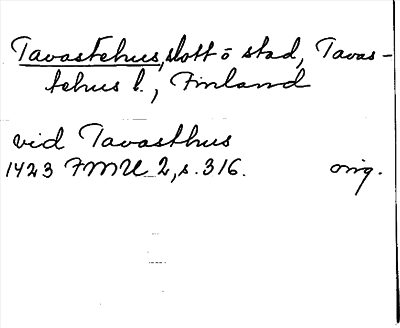 Tavastehus, slott o stad, Tavas-
tehus l., Finland
vid Tavasthus
1423 FMU 2, s. 316. orig.